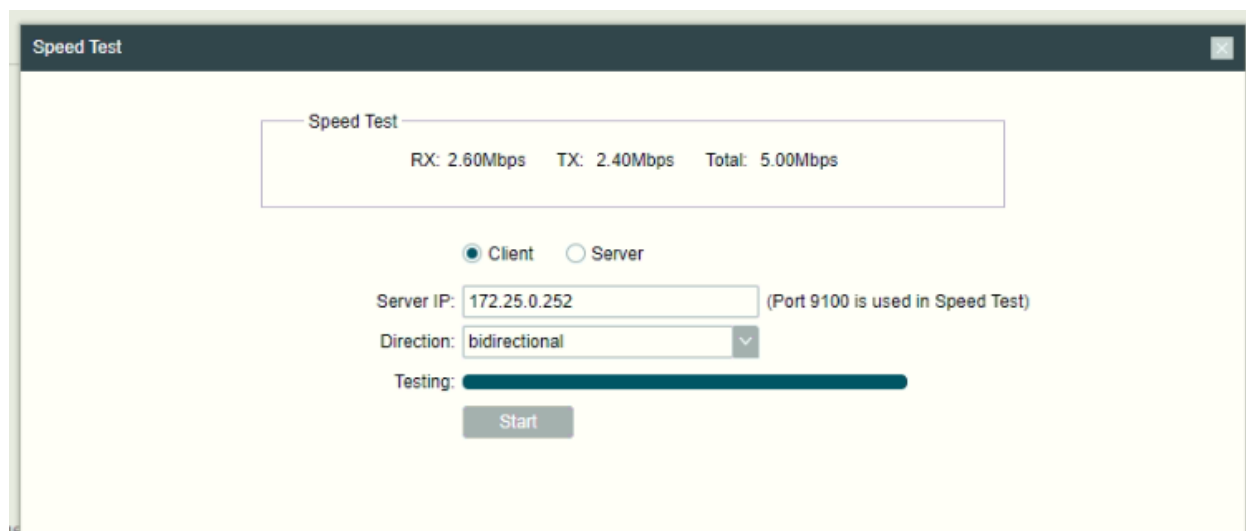 Speed Test
Speed Test
RX: 2.60Mbps TX: 2.40Mbps Total: 5.00Mbps
Client Server
Server IP: 172.25.0.252 (Port 9100 is used in Speed Test)
Direction: bidirectional
Testing:
Start